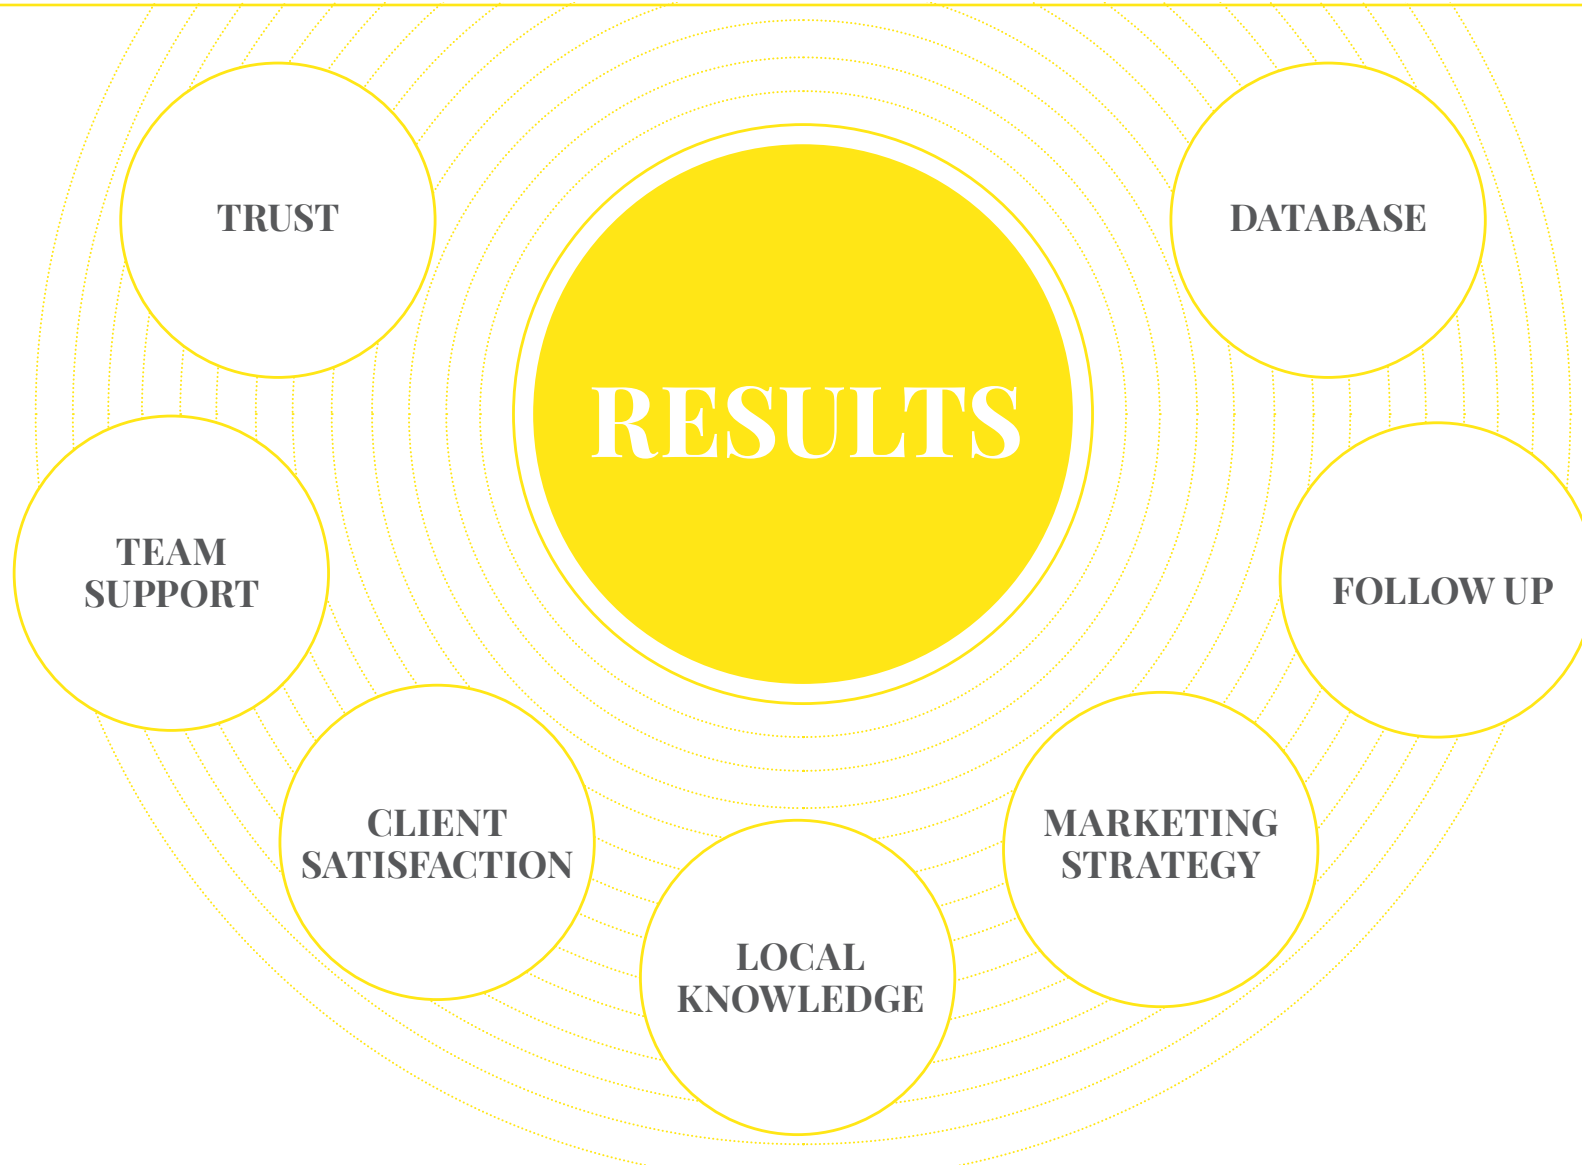 TRUST
DATABASE
RESULTS
TEAM
SUPPORT
FOLLOW UP
CLIENT
SATISFACTION
MARKETING
STRATEGY
LOCAL
KNOWLEDGE